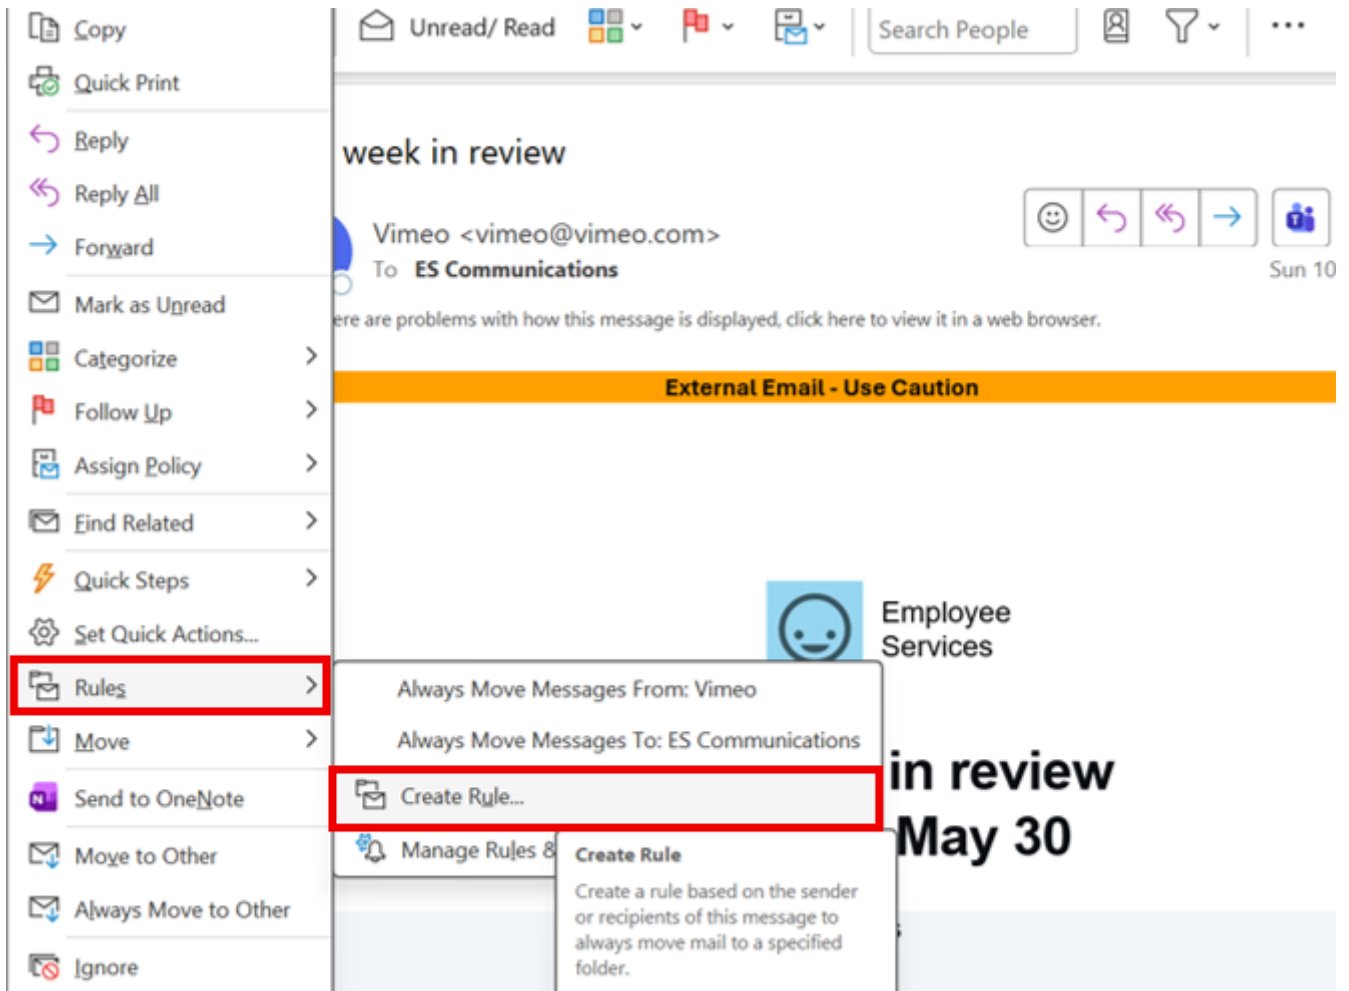 Copy
Quick Print
Reply
Reply All
Forward
Mark as Unread
Categorize
Follow Up
Assign Policy
Find Related
Quick Steps
Set Quick Actions...
Rules
Move
Send to OneNote
Move to Other
Always Move to Other
Ignore
Unread/ Read
Search People
week in review
Vimeo <vimeo@vimeo.com>
To ES Communications
Sun 10
ere are problems with how this message is displayed, click here to view it in a web browser.
External Email - Use Caution
Employee
Services
in review
May 30
Always Move Messages From: Vimeo
Always Move Messages To: ES Communications
Create Rule...
Manage Rules &
Create Rule
Create a rule based on the sender
or recipients of this message to
always move mail to a specified
folder.